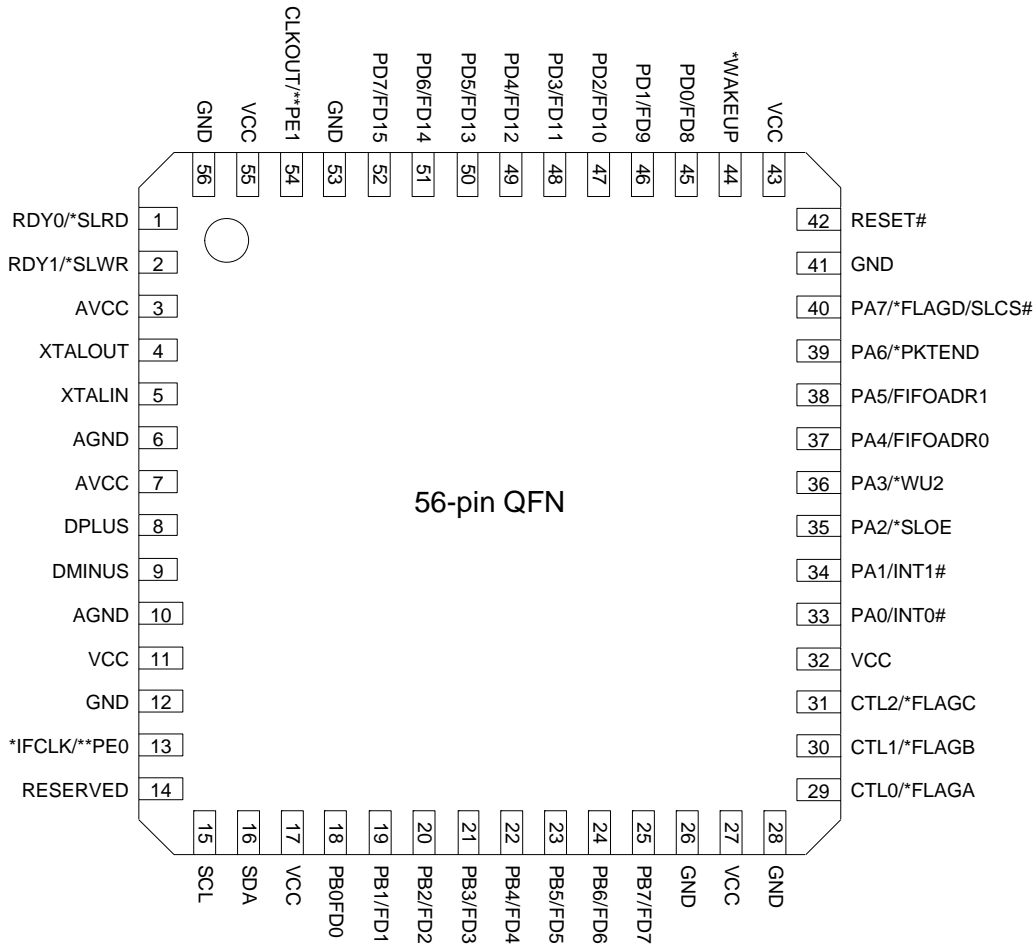 GND
VCC
CLKOUT/**PE1
GND
PD7/FD15
PD6/FD14
PD5/FD13
PD4/FD12
PD3/FD11
PD2/FD10
PD1/FD9
PD0/FD8
*WAKEUP
VCC
56
55
54
53
52
51
50
49
48
47
46
45
44
43
RDY0/*SLRD 1
RDY1/*SLWR 2
AVCC 3
XTALOUT 4
XTALIN 5
AGND 6
AVCC 7
DPLUS 8
DMINUS 9
AGND 10
VCC 11
GND 12
*IFCLK/**PE0 13
RESERVED 14
56-pin QFN
42 RESET#
41 GND
40 PA7/*FLAGD/SLCS#
39 PA6/*PKTEND
38 PA5/FIFOADR1
37 PA4/FIFOADR0
36 PA3/*WU2
35 PA2/*SLOE
34 PA1/INT1#
33 PA0/INT0#
32 VCC
31 CTL2/*FLAGC
30 CTL1/*FLAGB
29 CTL0/*FLAGA
15
16
17
18
19
20
21
22
23
24
25
26
27
28
SCL
SDA
VCC
PB0FD0
PB1/FD1
PB2/FD2
PB3/FD3
PB4/FD4
PB5/FD5
PB6/FD6
PB7/FD7
GND
VCC
GND